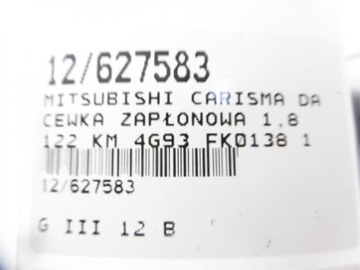 12/627583
MITSUBISHI CARISMA DA
CEWKA ZAPŁONOWA 1,8
122 KM 4G93 FK0138 1
12/627583
G III 12 B